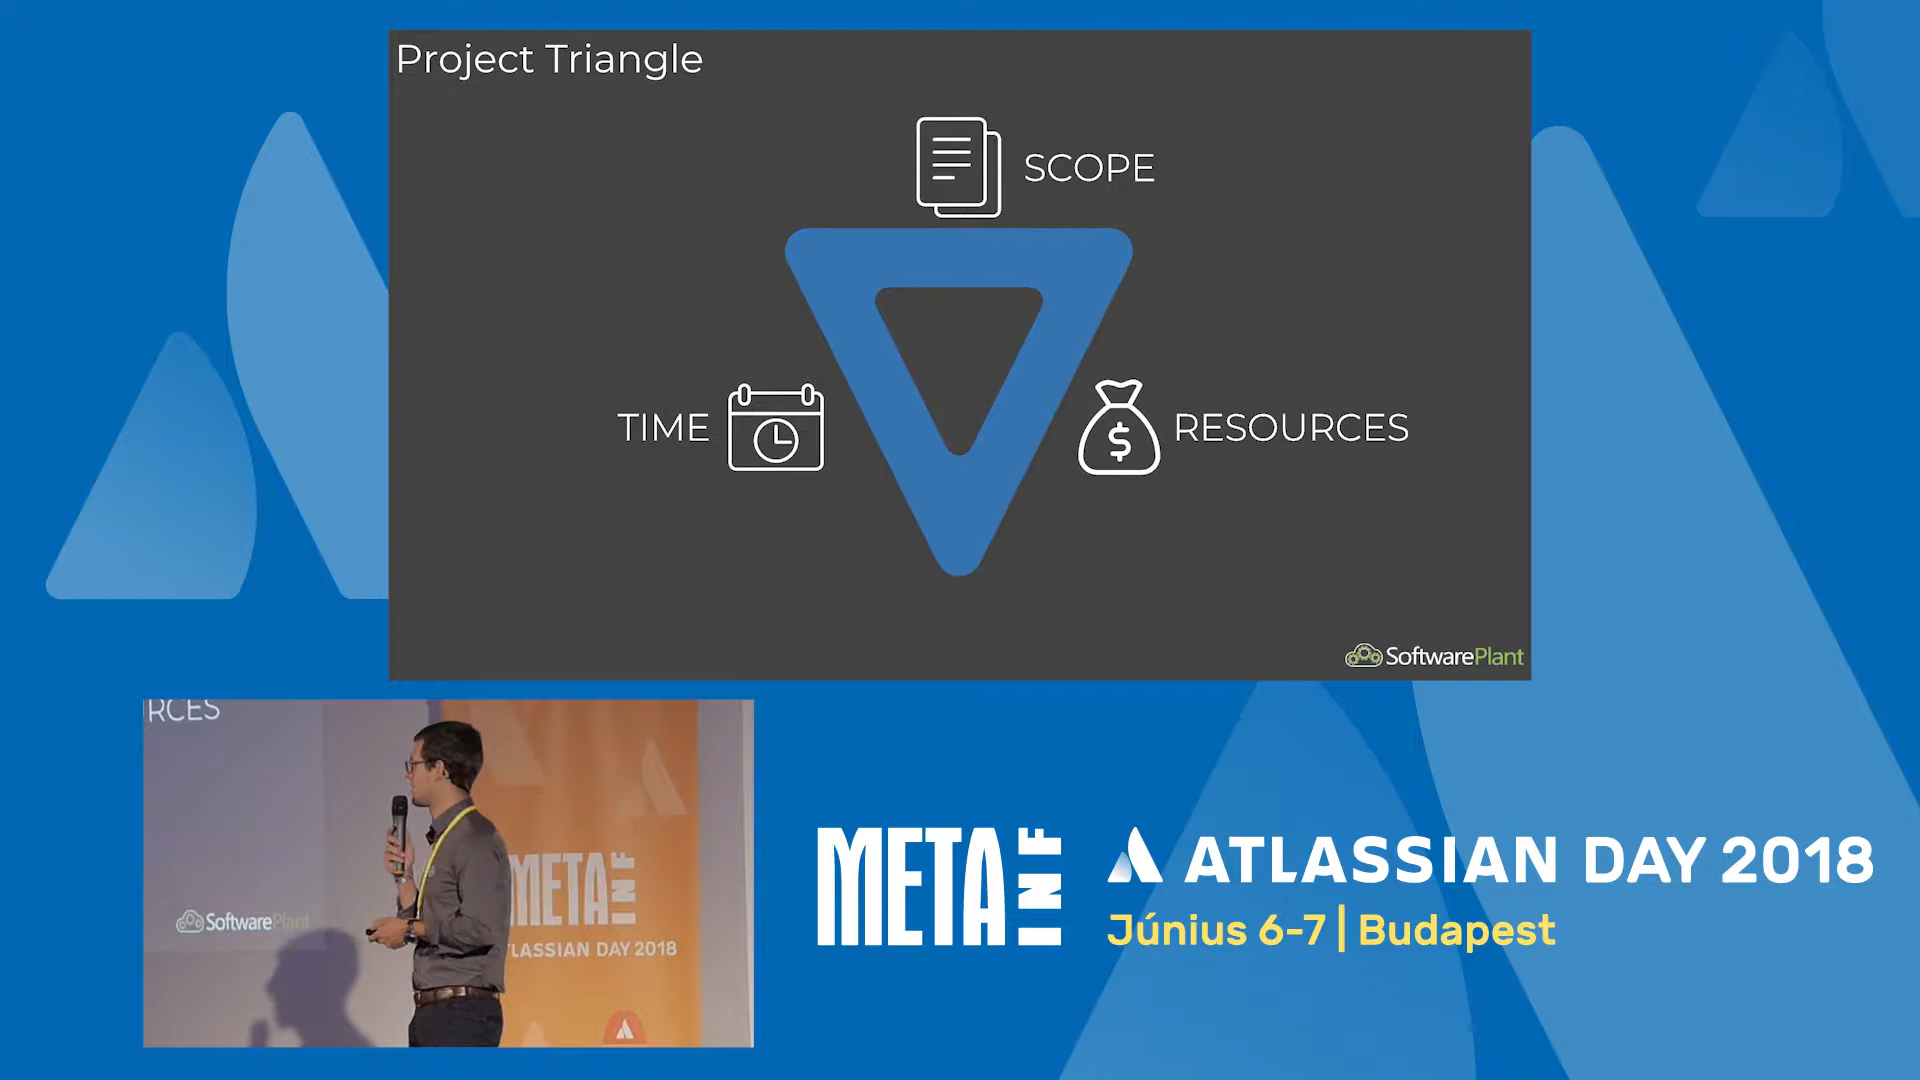 Project Triangle
SCOPE
TIME
RESOURCES
$
SoftwarePlant
RCES
SoftwarePlant
META INF
TLASSIAN DAY 2018
META INF
ATLASSIAN DAY 2018
Június 6-7 | Budapest